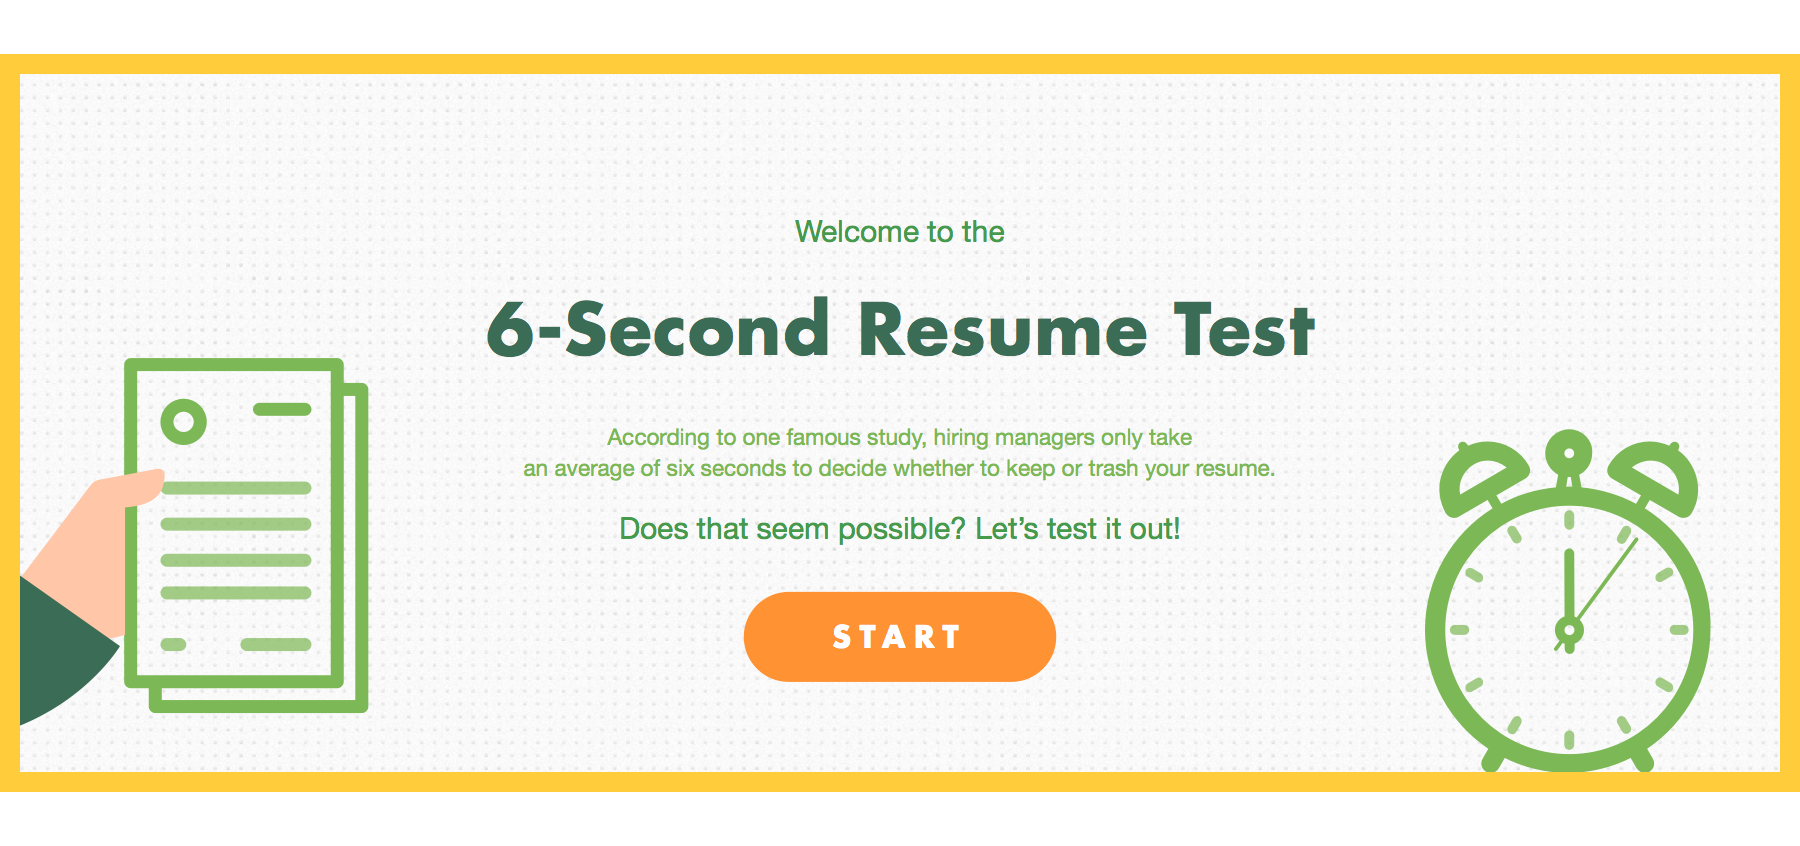 Welcome to the
6-Second Resume Test
According to one famous study, hiring managers only take
an average of six seconds to decide whether to keep or trash your resume.
Does that seem possible? Let’s test it out!
START